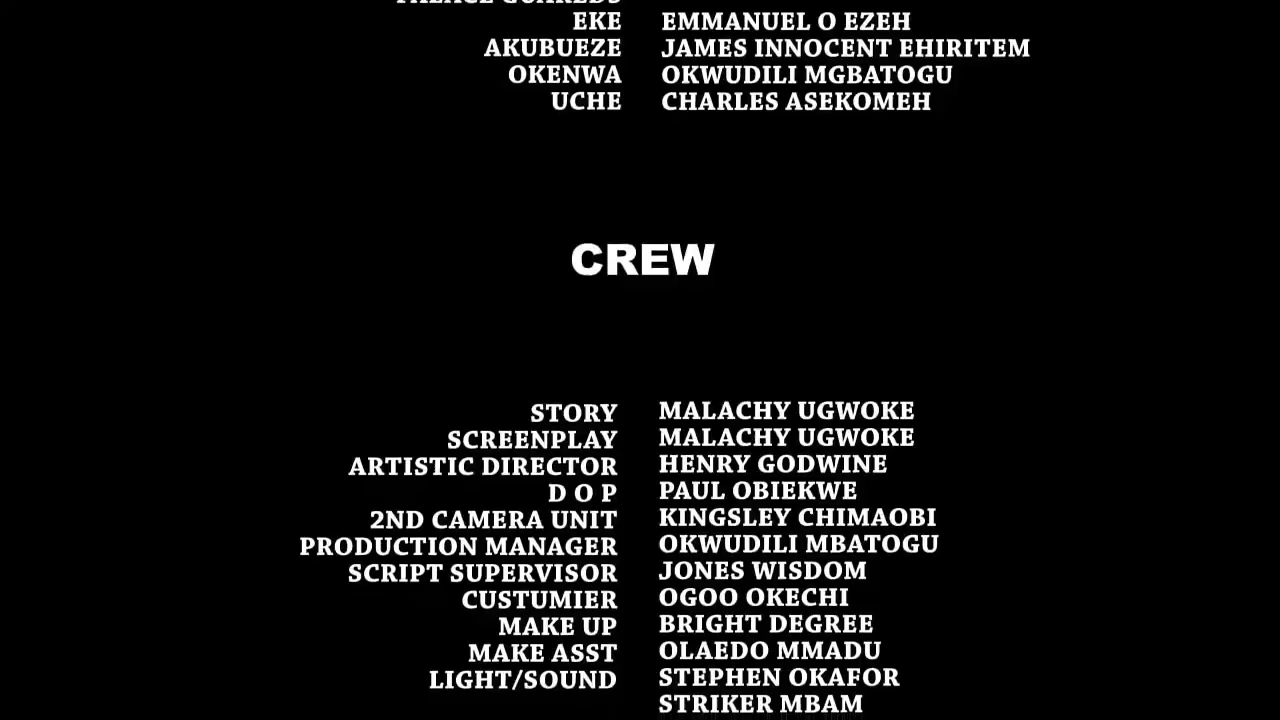 PALACE GUAREDS
EKE EMMANUEL O EZEH
AKUBUEZE JAMES INNOCENT EHIRITEM
OKENWA OKWUDILI MGBATOGU
UCHE CHARLES ASEKOMEH
CREW
STORY MALACHY UGWOKE
SCREENPLAY MALACHY UGWOKE
ARTISTIC DIRECTOR HENRY GODWINE
D O P PAUL OBIEKWE
2ND CAMERA UNIT KINGSLEY CHIMAOBI
PRODUCTION MANAGER OKWUDILI MBATOGU
SCRIPT SUPERVISOR JONES WISDOM
CUSTUMIER OGOO OKECHI
MAKE UP BRIGHT DEGREE
MAKE ASST OLAEDO MMADU
LIGHT/SOUND STEPHEN OKAFOR
STRIKER MBAM